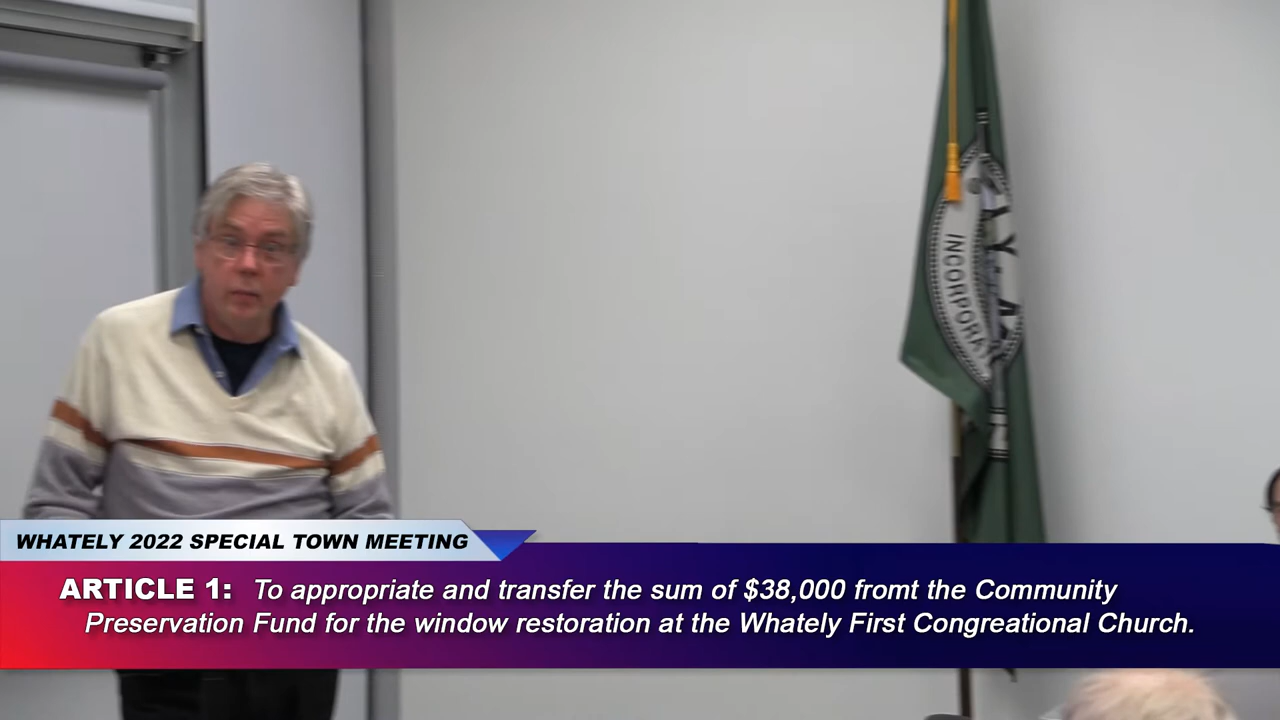 INCORPORA
WHATELY 2022 SPECIAL TOWN MEETING
ARTICLE 1: To appropriate and transfer the sum of $38,000 fromt the Community
Preservation Fund for the window restoration at the Whately First Congreational Church.